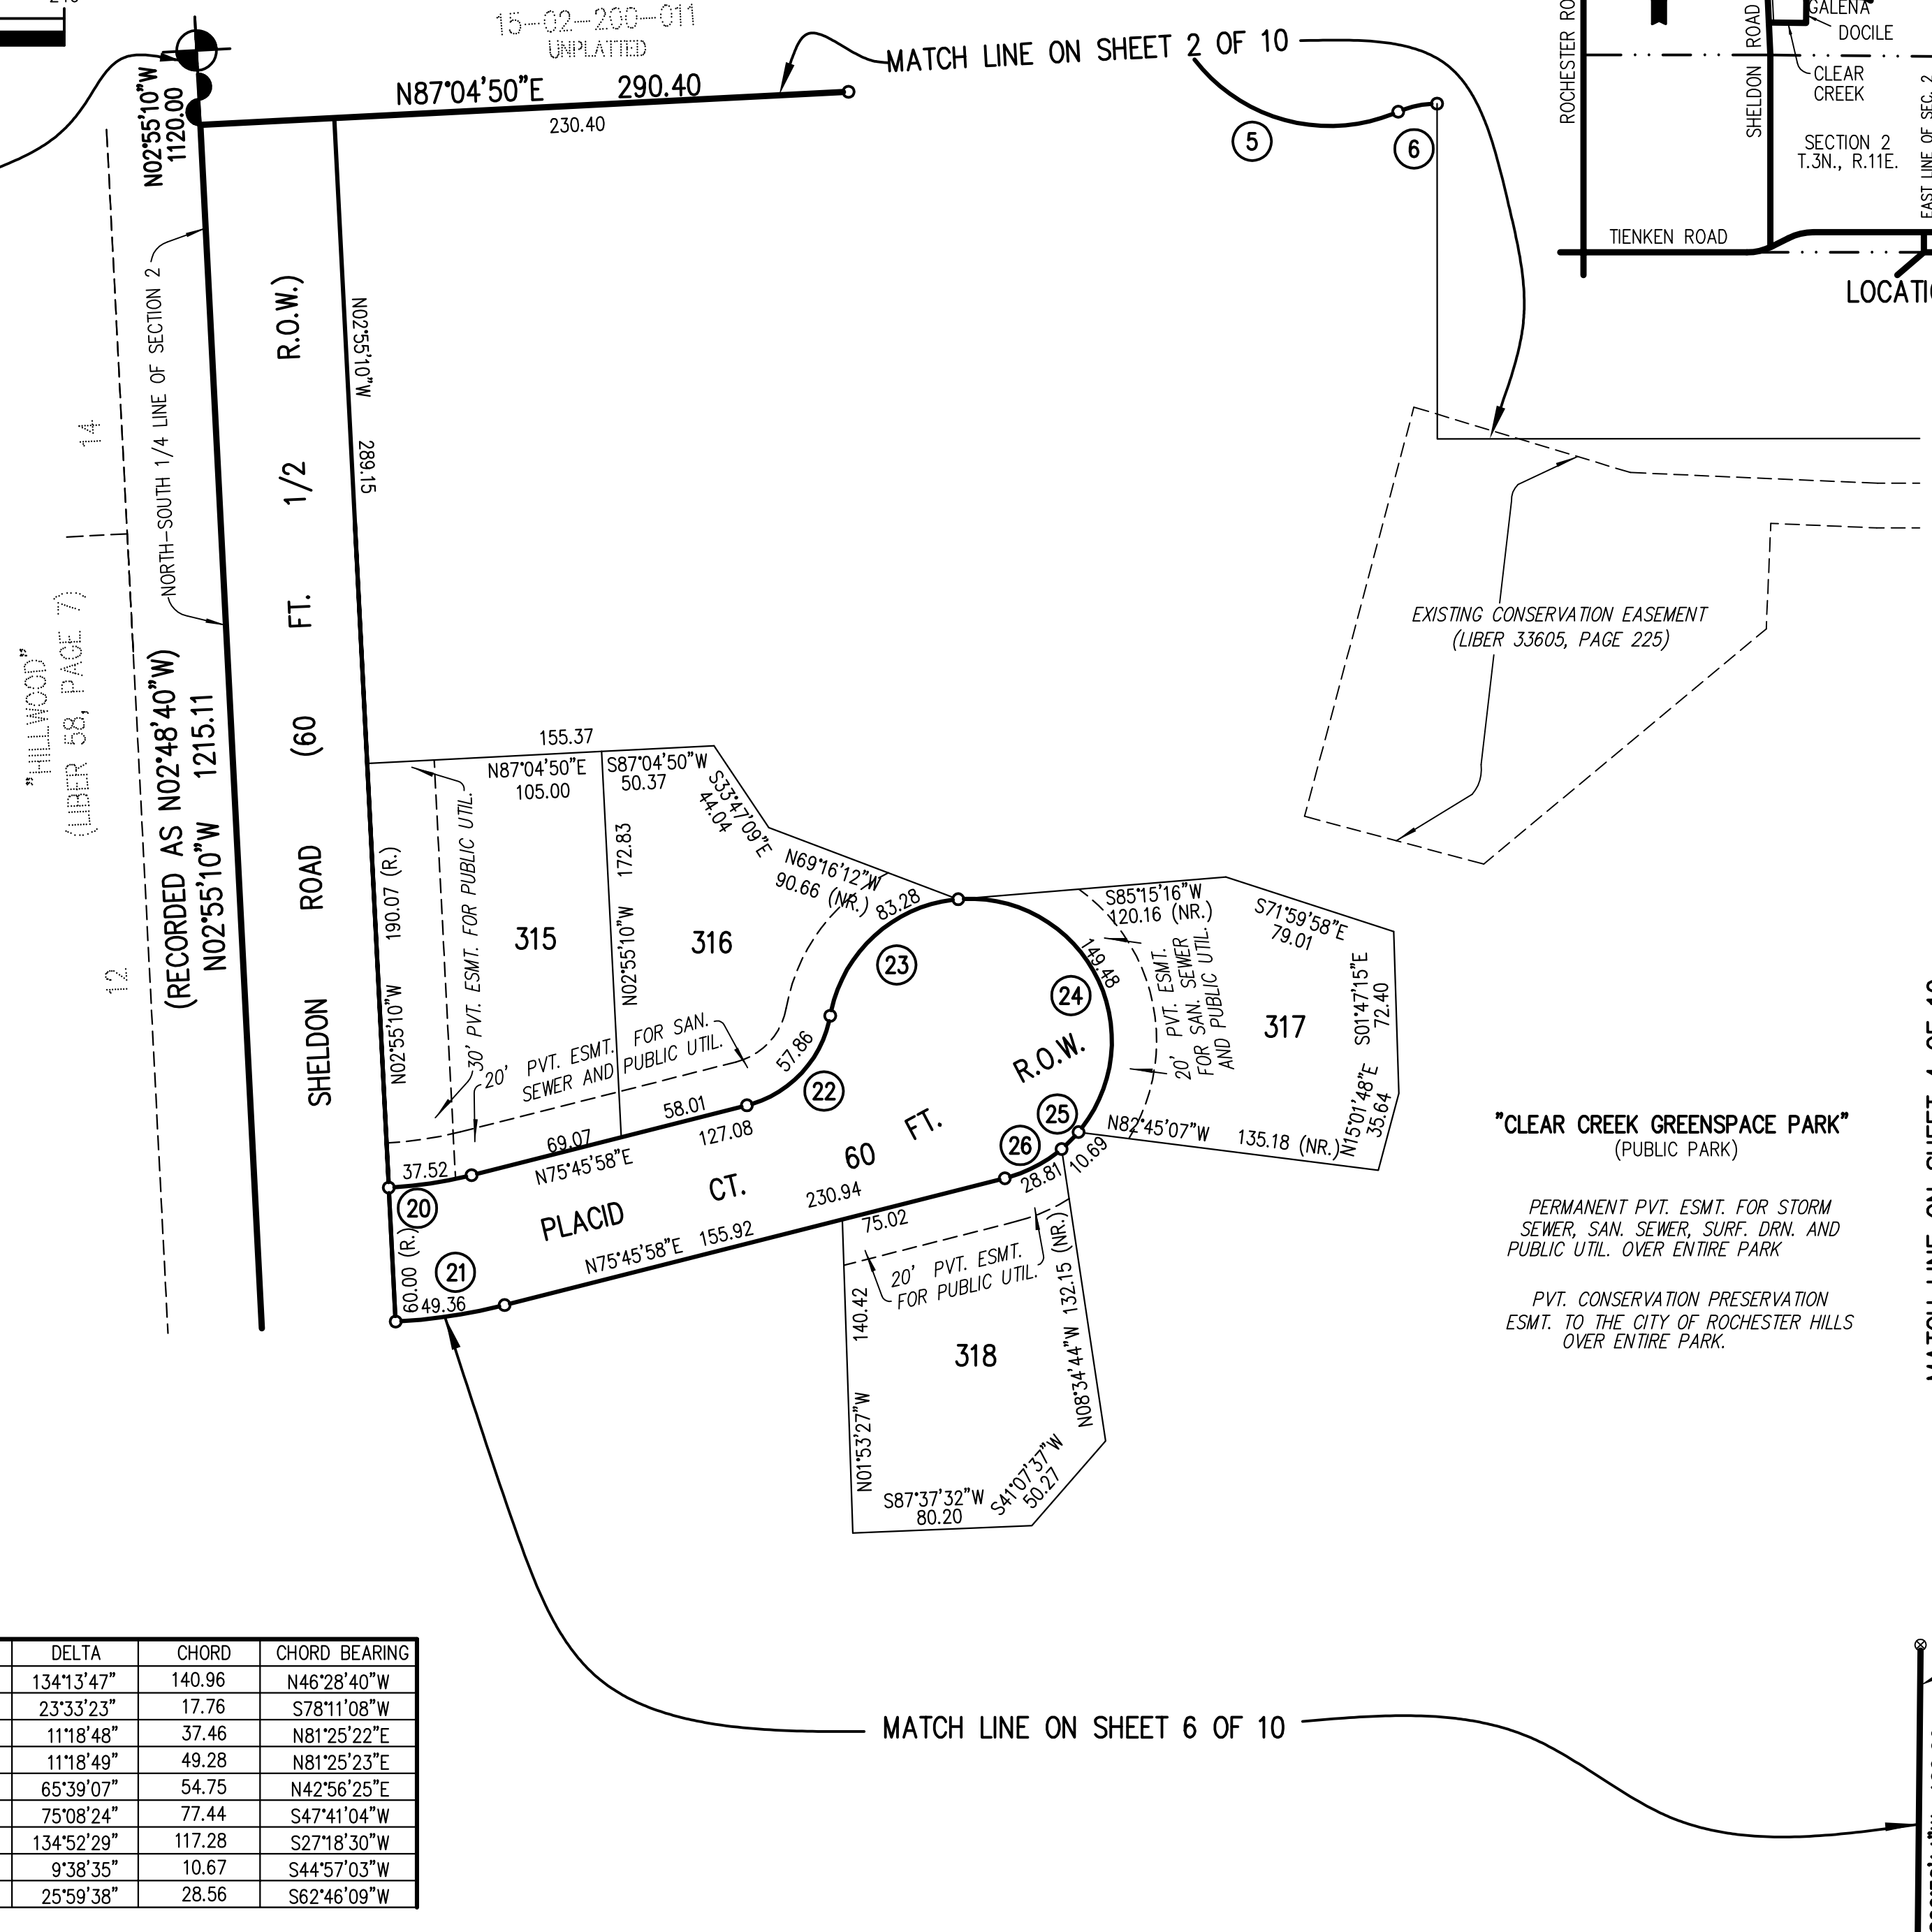 15-02-200-011
UNPLATTED
N02°55'10"W
1120.00
N87°04'50"E 290.40
230.40
MATCH LINE ON SHEET 2 OF 10
5
6
ROCHESTER
SHELDON ROAD
GALENA
DOCILE
CLEAR
CREEK
SECTION 2
T.3N., R.11E.
EAST LINE OF SEC. 2
TIENKEN ROAD
NORTH-SOUTH 1/4 LINE OF SECTION 2
14
12
"HILLWOOD"
(LIBER 58, PAGE 7)
(RECORDED AS N02°48'40"W)
N02°55'10"W 1215.11
SHELDON ROAD (60 FT. 1/2 R.O.W.)
N02°55'10"W 289.15
EXISTING CONSERVATION EASEMENT
(LIBER 33605, PAGE 225)
155.37
N87°04'50"E
105.00
S87°04'50"W
50.37
S33°47'09"E
44.04
N69°16'12"W
90.66 (NR.)
83.28
N02°55'10"W 190.07 (R.)
30' PVT. ESMT. FOR PUBLIC UTIL.
315
N02°55'10"W 172.83
316
20' PVT. ESMT. FOR SAN.
SEWER AND PUBLIC UTIL.
23
57.86
22
58.01
69.07
127.08
N75°45'58"E
37.52
20
60.00 (R.)
21
49.36
PLACID CT. 60 FT. R.O.W.
230.94
N75°45'58"E 155.92
75.02
24
149.48
25
26
28.81
10.69
S85°15'16"W
120.16 (NR.)
20' PVT. ESMT.
FOR SAN. SEWER
AND PUBLIC UTIL.
S71°59'58"E
79.01
317
S01°47'15"E
72.40
N15°01'48"E
35.64
N82°45'07"W 135.18 (NR.)
20' PVT. ESMT.
FOR PUBLIC UTIL.
140.42
N01°53'27"W
318
N08°34'44"W 132.15 (NR.)
S87°37'32"W
80.20
S41°07'37"W
50.27
"CLEAR CREEK GREENSPACE PARK"
(PUBLIC PARK)
PERMANENT PVT. ESMT. FOR STORM
SEWER, SAN. SEWER, SURF. DRN. AND
PUBLIC UTIL. OVER ENTIRE PARK
PVT. CONSERVATION PRESERVATION
ESMT. TO THE CITY OF ROCHESTER HILLS
OVER ENTIRE PARK.
MATCH LINE ON SHEET 6 OF 10
DELTA CHORD CHORD BEARING
134°13'47" 140.96 N46°28'40"W
23°33'23" 17.76 S78°11'08"W
11°18'48" 37.46 N81°25'22"E
11°18'49" 49.28 N81°25'23"E
65°39'07" 54.75 N42°56'25"E
75°08'24" 77.44 S47°41'04"W
134°52'29" 117.28 S27°18'30"W
9°38'35" 10.67 S44°57'03"W
25°59'38" 28.56 S62°46'09"W